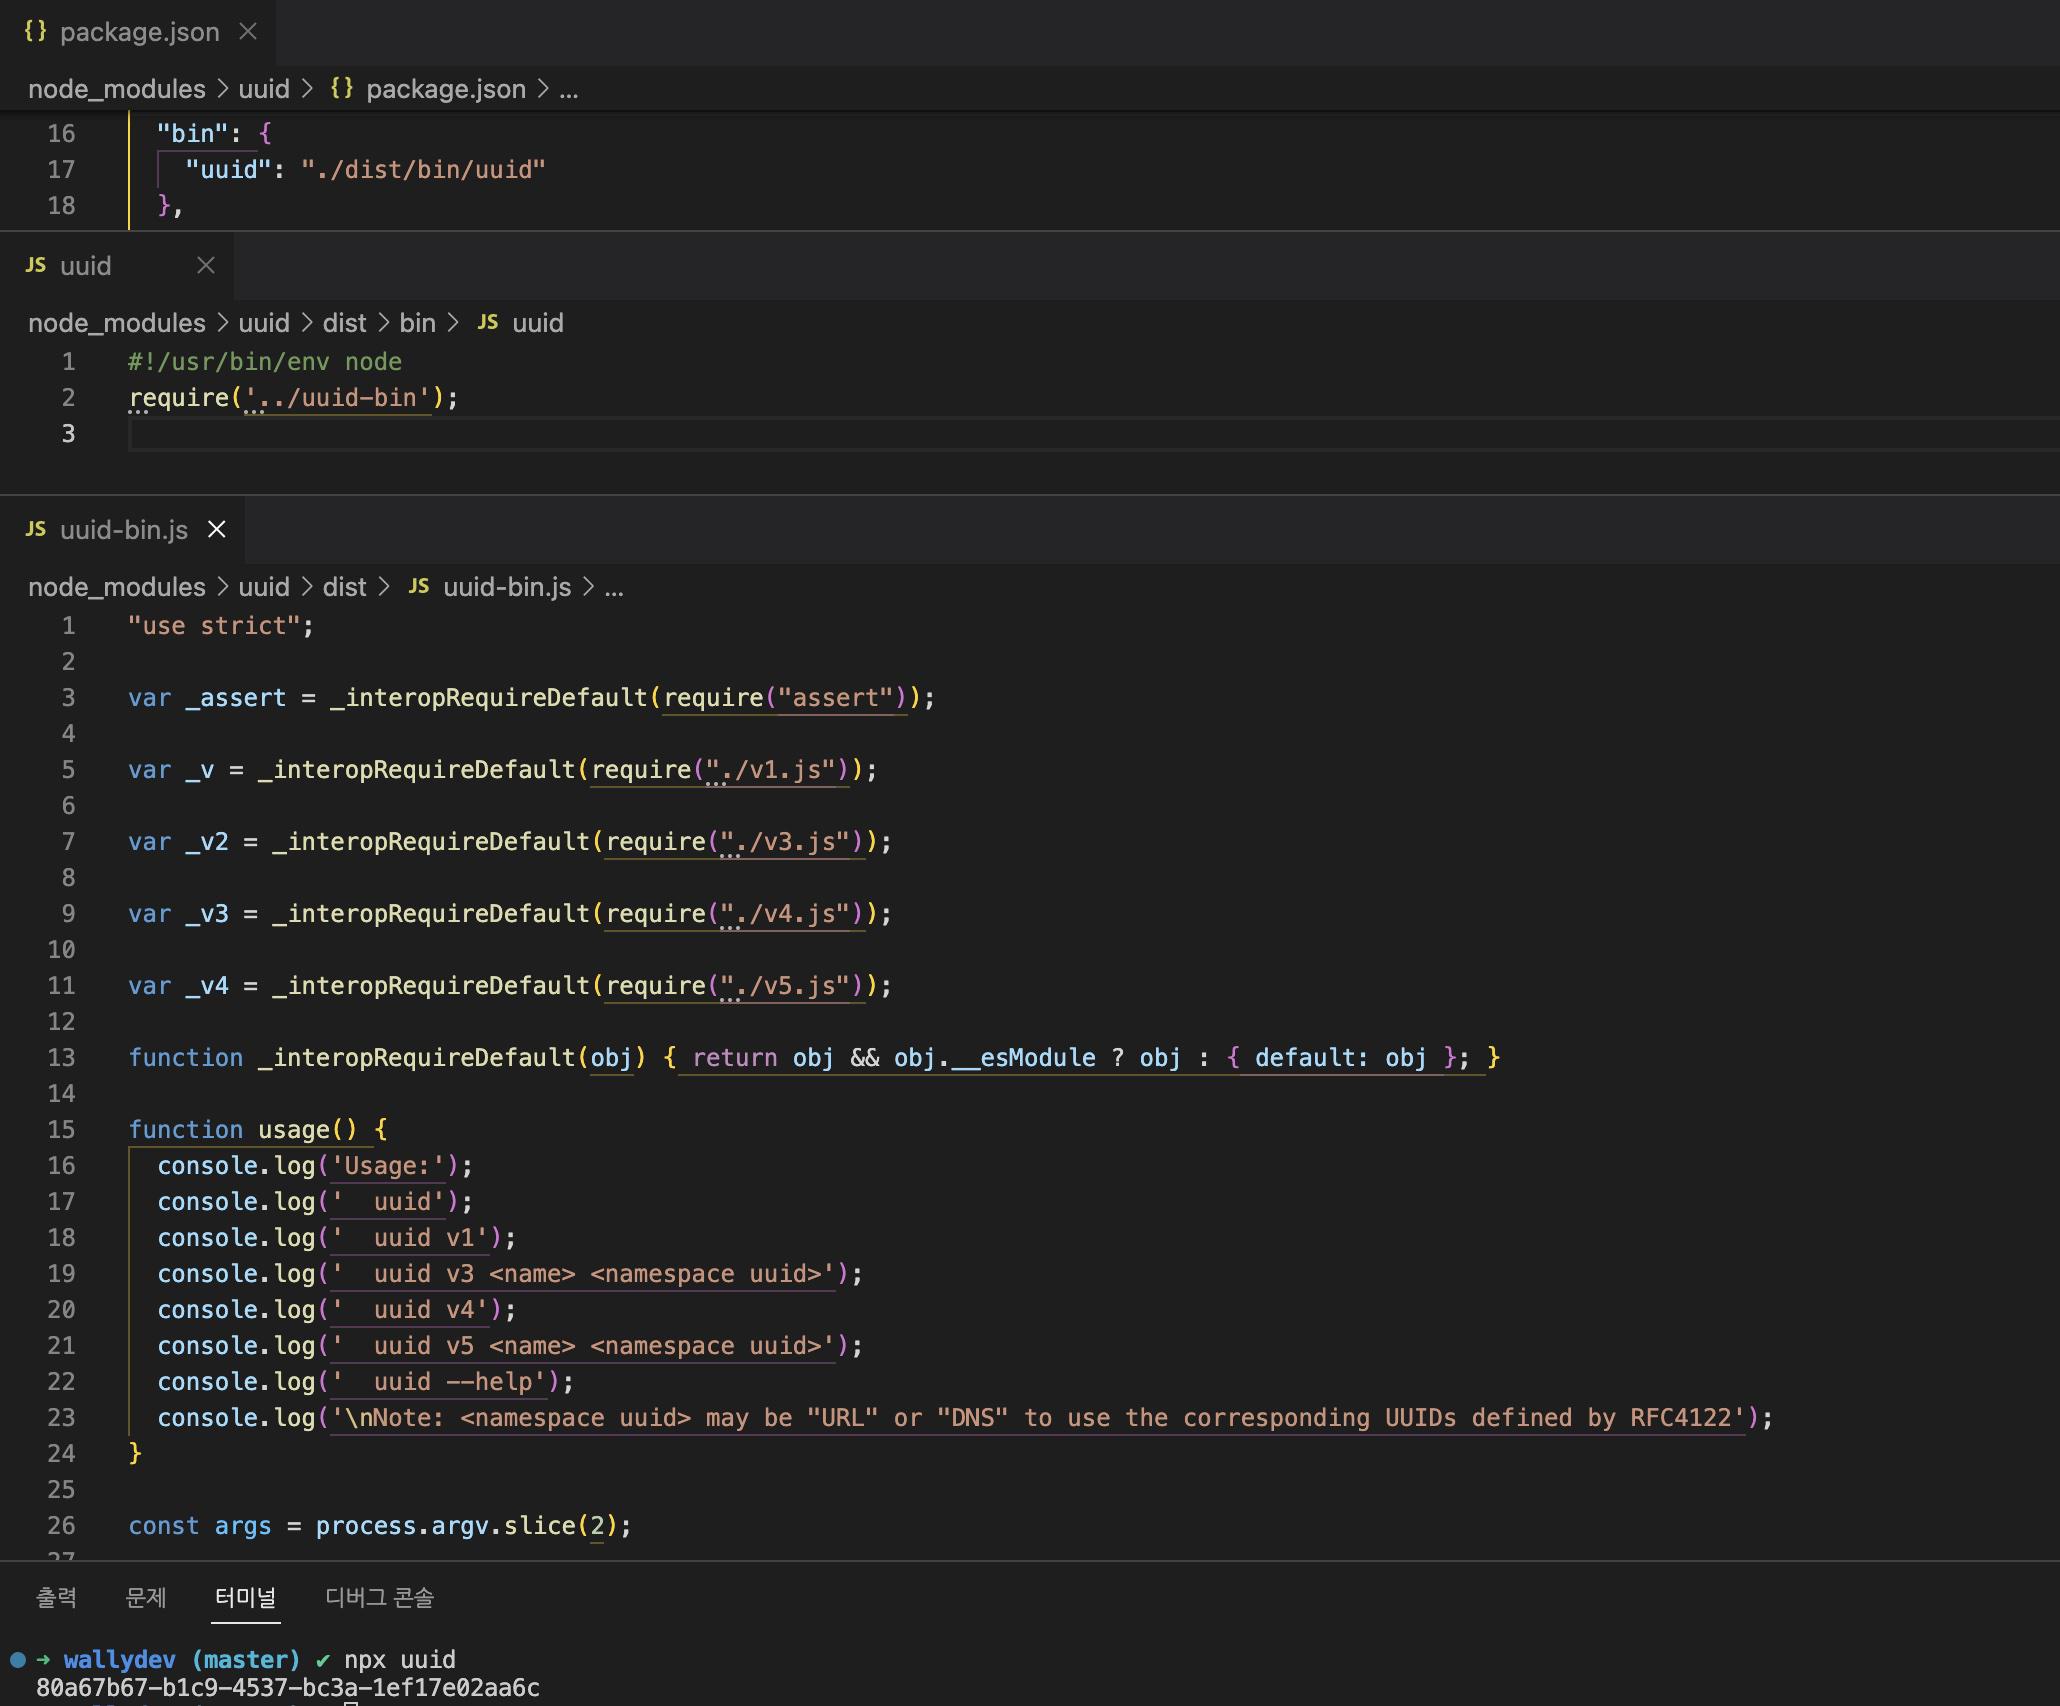 {} package.json ×
node_modules > uuid > {} package.json > ...
16 "bin": {
17 "uuid": "./dist/bin/uuid"
18 },
JS uuid ×
node_modules > uuid > dist > bin > JS uuid
1 #!/usr/bin/env node
2 require('../uuid-bin');
3
JS uuid-bin.js ×
node_modules > uuid > dist > JS uuid-bin.js > ...
1 "use strict";
2
3 var _assert = _interopRequireDefault(require("assert"));
4
5 var _v = _interopRequireDefault(require("./v1.js"));
6
7 var _v2 = _interopRequireDefault(require("./v3.js"));
8
9 var _v3 = _interopRequireDefault(require("./v4.js"));
10
11 var _v4 = _interopRequireDefault(require("./v5.js"));
12
13 function _interopRequireDefault(obj) { return obj && obj.__esModule ? obj : { default: obj }; }
14
15 function usage() {
16 console.log('Usage:');
17 console.log('  uuid');
18 console.log('  uuid v1');
19 console.log('  uuid v3 <name> <namespace uuid>');
20 console.log('  uuid v4');
21 console.log('  uuid v5 <name> <namespace uuid>');
22 console.log('  uuid --help');
23 console.log('\nNote: <namespace uuid> may be "URL" or "DNS" to use the corresponding UUIDs defined by RFC4122');
24 }
25
26 const args = process.argv.slice(2);
27
출력 문제 터미널 디버그 콘솔
➜ wallydev (master) ✔ npx uuid
80a67b67-b1c9-4537-bc3a-1ef17e02aa6c